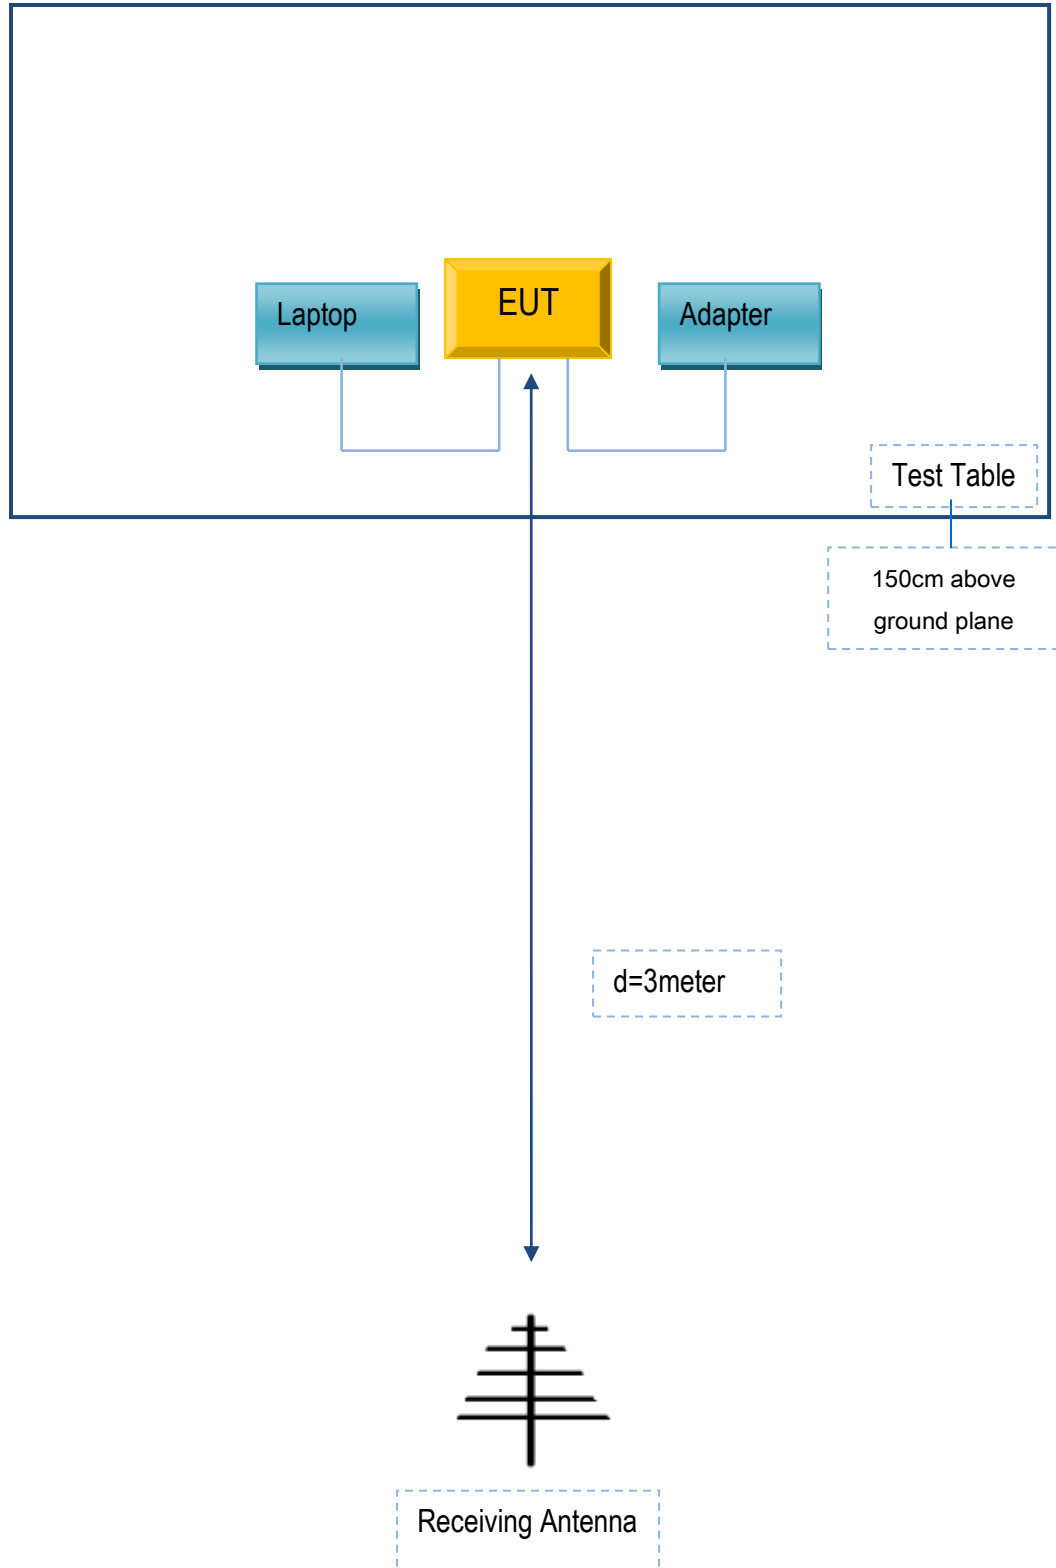 Laptop
EUT
Adapter
Test Table
150cm above
ground plane
d=3meter
Receiving Antenna